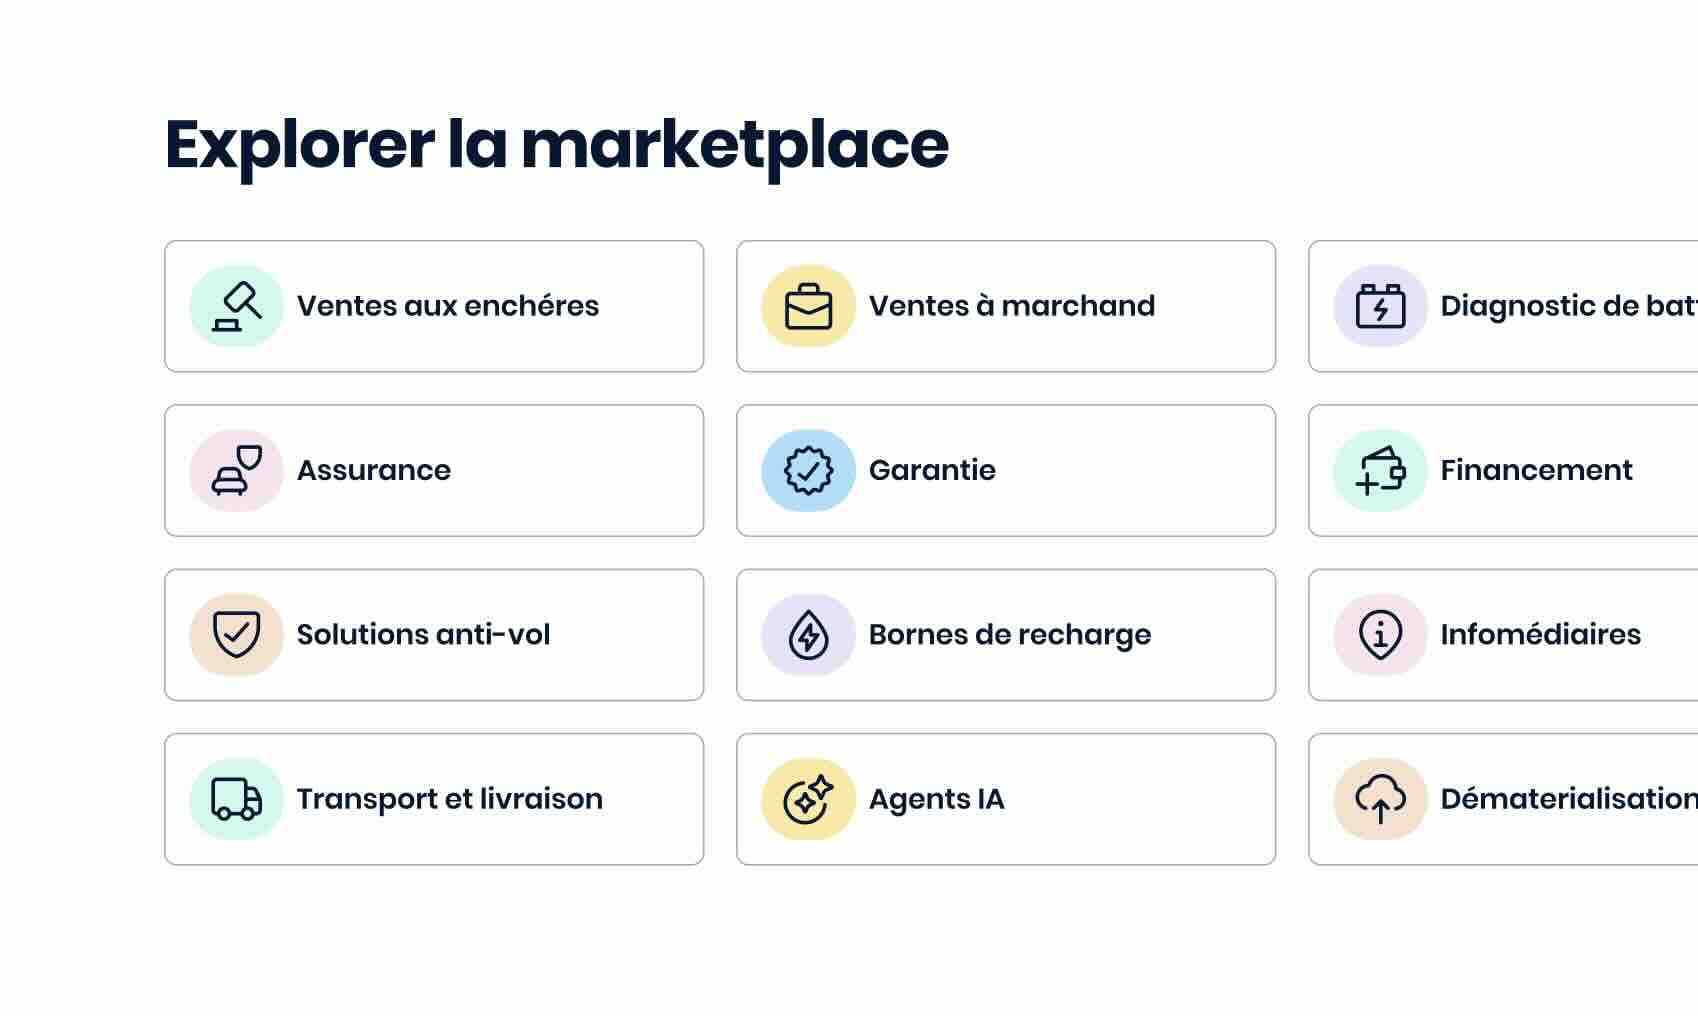 Explorer la marketplace
Ventes aux enchéres
Ventes à marchand
Diagnostic de bat
Assurance
Garantie
Financement
Solutions anti-vol
Bornes de recharge
Infomédiaires
Transport et livraison
Agents IA
Dématerialisation